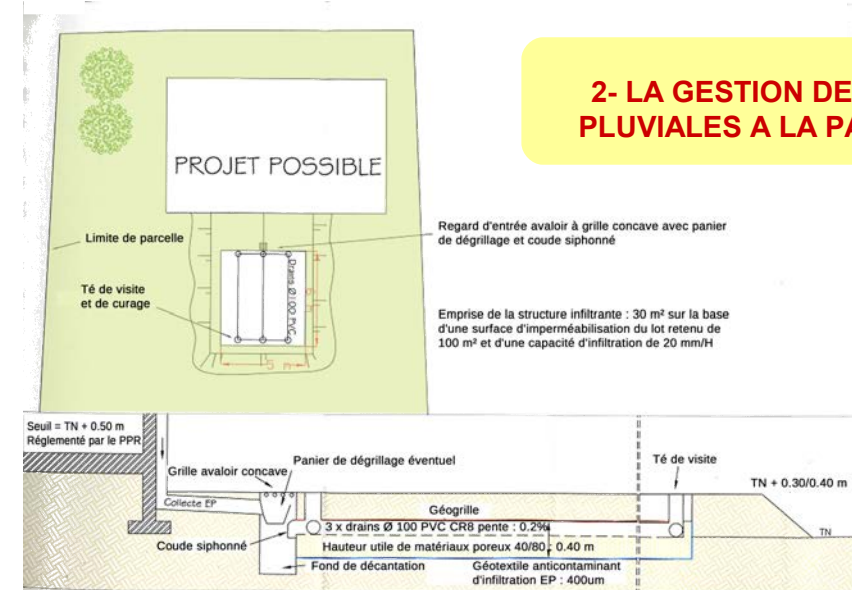 2- LA GESTION DE
PLUVIALES A LA PA
PROJET POSSIBLE
Limite de parcelle
Té de visite
et de curage
Drains Ø100 PVC
6 m
5 m
Regard d'entrée avaloir à grille concave avec panier
de dégrillage et coude siphonné
Emprise de la structure infiltrante : 30 m² sur la base
d'une surface d'imperméabilisation du lot retenu de
100 m² et d'une capacité d'infiltration de 20 mm/H
Seuil = TN + 0.50 m
Réglementé par le PPR
Grille avaloir concave
Panier de dégrillage éventuel
Té de visite
TN + 0.30/0.40 m
Collecte EP
Géogrille
3 x drains Ø 100 PVC CR8 pente : 0.2%
TN
Coude siphonné
Hauteur utile de matériaux poreux 40/80 : 0.40 m
Fond de décantation
Géotextile anticontaminant
d'infiltration EP : 400um